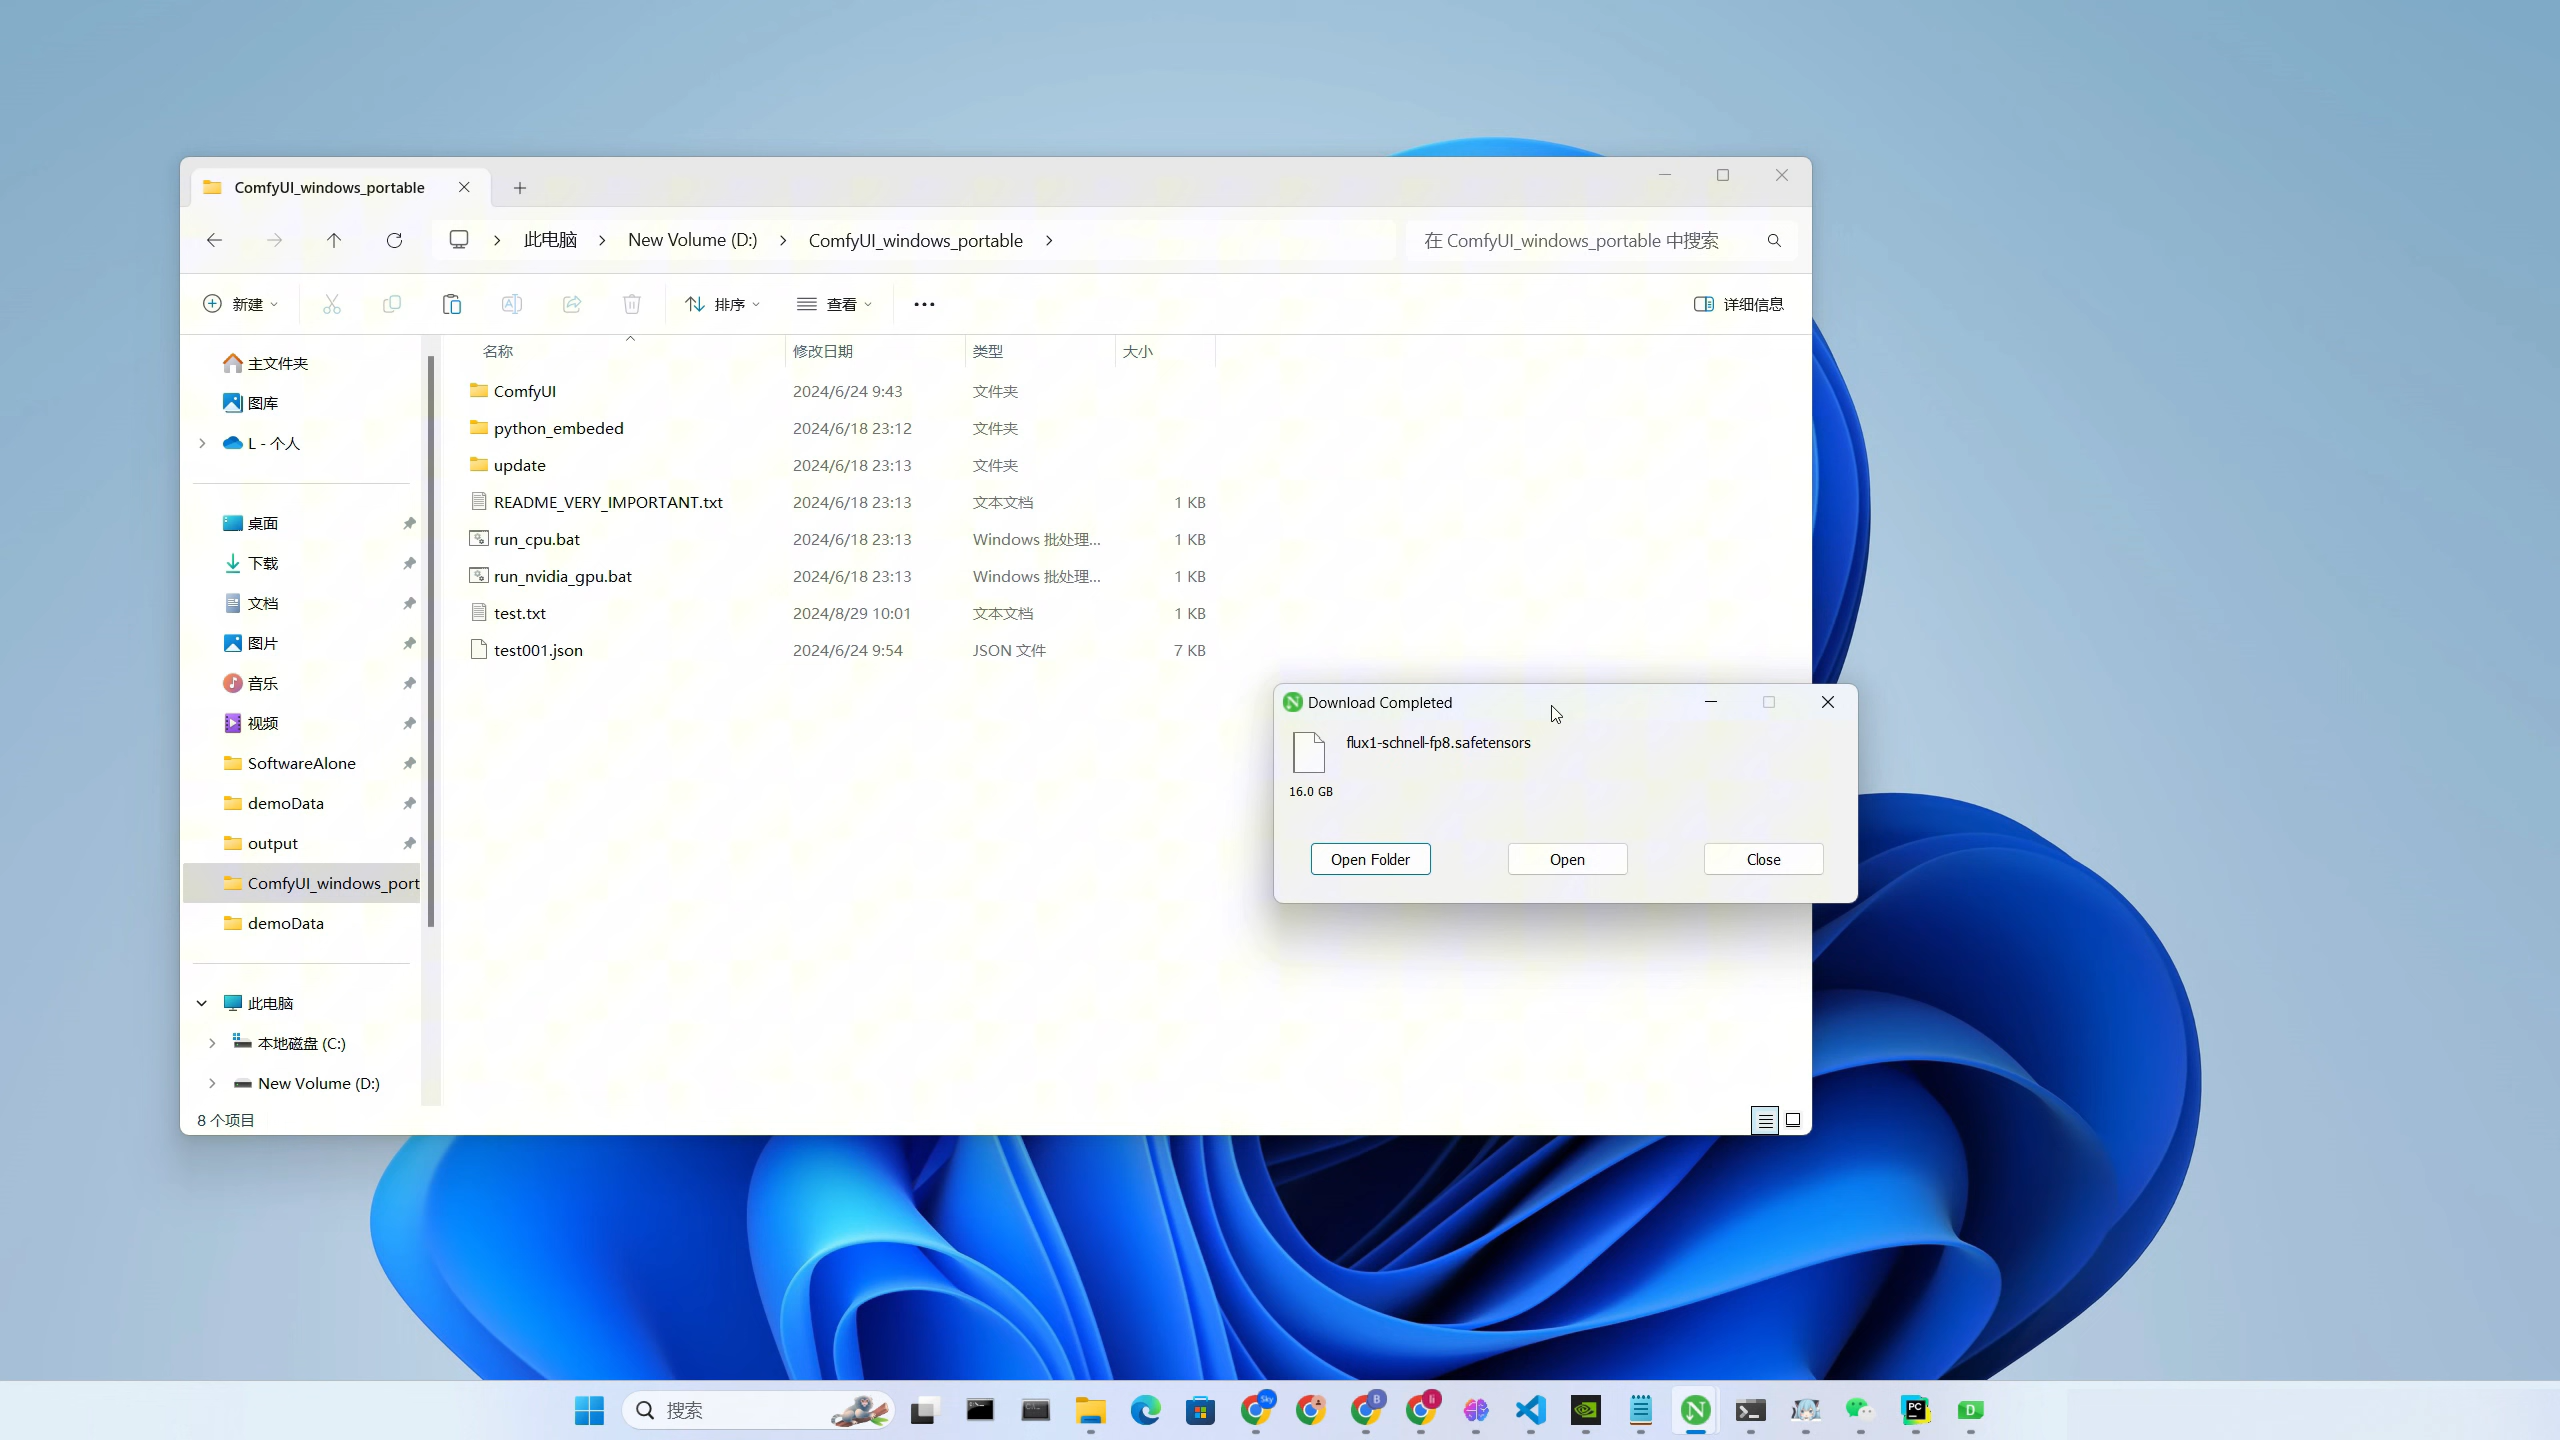 ComfyUI_windows_portable
此电脑
New Volume (D:)
ComfyUI_windows_portable
在 ComfyUI_windows_portable 中搜索
新建
排序
查看
详细信息
主文件夹
图库
L - 个人
桌面
下载
文档
图片
音乐
视频
SoftwareAlone
demoData
output
ComfyUI_windows_port
demoData
此电脑
本地磁盘 (C:)
New Volume (D:)
名称 修改日期 类型 大小
ComfyUI 2024/6/24 9:43 文件夹
python_embeded 2024/6/18 23:12 文件夹
update 2024/6/18 23:13 文件夹
README_VERY_IMPORTANT.txt 2024/6/18 23:13 文本文档 1 KB
run_cpu.bat 2024/6/18 23:13 Windows 批处理... 1 KB
run_nvidia_gpu.bat 2024/6/18 23:13 Windows 批处理... 1 KB
test.txt 2024/8/29 10:01 文本文档 1 KB
test001.json 2024/6/24 9:54 JSON 文件 7 KB
Download Completed
flux1-schnell-fp8.safetensors
16.0 GB
Open Folder
Open
Close
8 个项目
搜索
Sky
B
li
PC
D